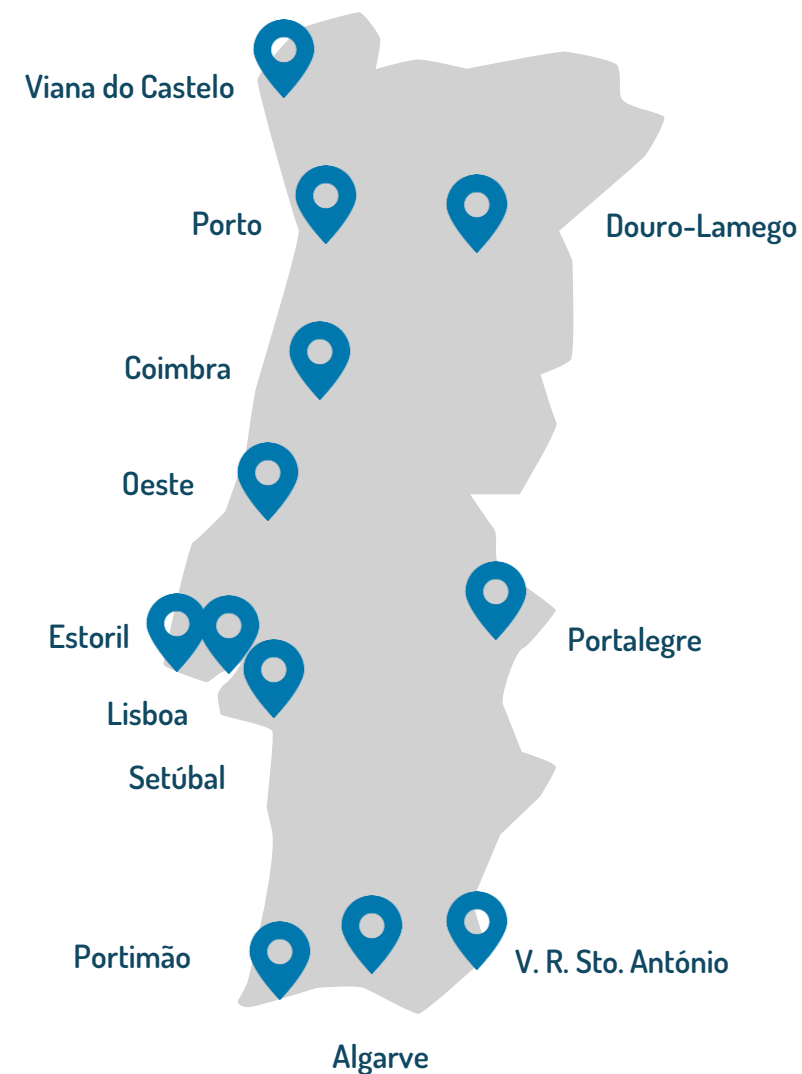 Viana do Castelo
Porto
Douro-Lamego
Coimbra
Oeste
Estoril
Portalegre
Lisboa
Setúbal
Portimão
V. R. Sto. António
Algarve